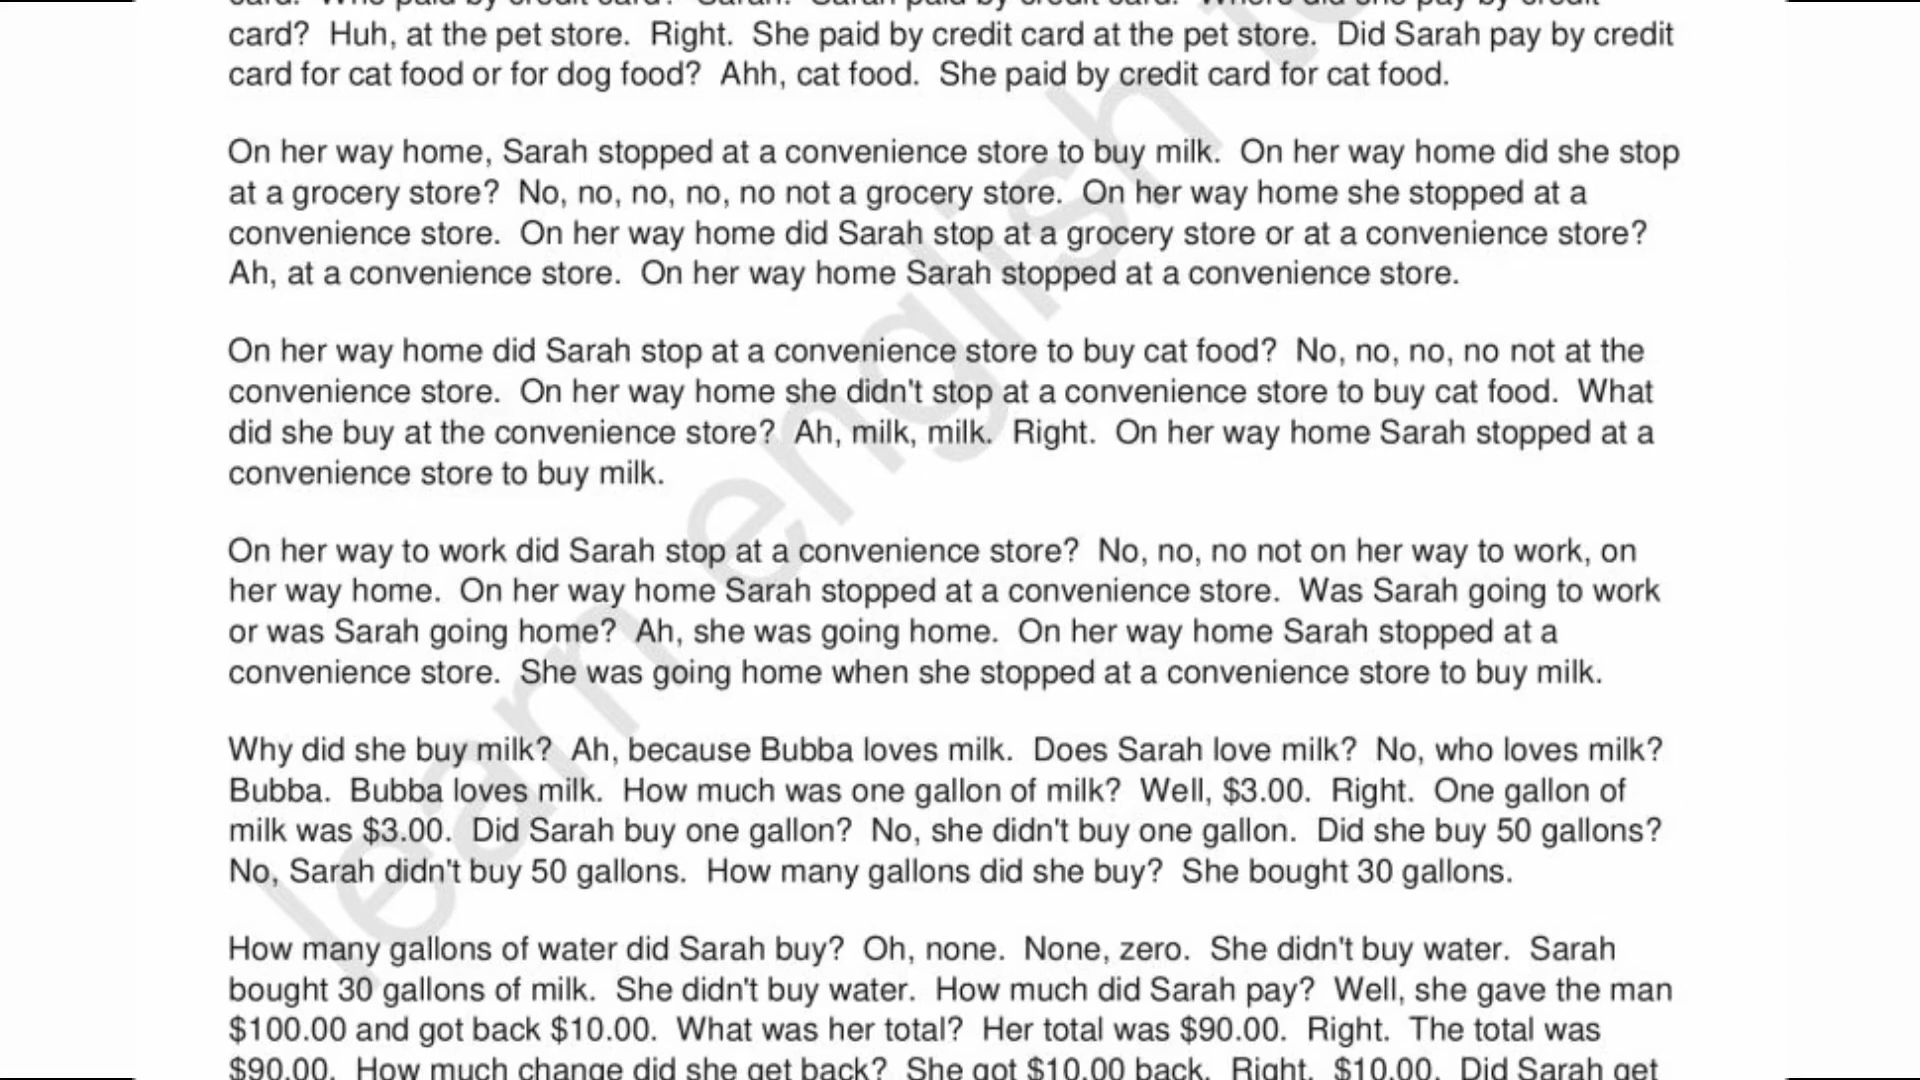 card? Who paid by credit card? Sarah. Sarah paid by credit card. Where did she pay by credit
card? Huh, at the pet store. Right. She paid by credit card at the pet store. Did Sarah pay by credit
card for cat food or for dog food? Ahh, cat food. She paid by credit card for cat food.
On her way home, Sarah stopped at a convenience store to buy milk. On her way home did she stop
at a grocery store? No, no, no, no, no not a grocery store. On her way home she stopped at a
convenience store. On her way home did Sarah stop at a grocery store or at a convenience store?
Ah, at a convenience store. On her way home Sarah stopped at a convenience store.
On her way home did Sarah stop at a convenience store to buy cat food? No, no, no, no not at the
convenience store. On her way home she didn't stop at a convenience store to buy cat food. What
did she buy at the convenience store? Ah, milk, milk. Right. On her way home Sarah stopped at a
convenience store to buy milk.
On her way to work did Sarah stop at a convenience store? No, no, no not on her way to work, on
her way home. On her way home Sarah stopped at a convenience store. Was Sarah going to work
or was Sarah going home? Ah, she was going home. On her way home Sarah stopped at a
convenience store. She was going home when she stopped at a convenience store to buy milk.
Why did she buy milk? Ah, because Bubba loves milk. Does Sarah love milk? No, who loves milk?
Bubba. Bubba loves milk. How much was one gallon of milk? Well, $3.00. Right. One gallon of
milk was $3.00. Did Sarah buy one gallon? No, she didn't buy one gallon. Did she buy 50 gallons?
No, Sarah didn't buy 50 gallons. How many gallons did she buy? She bought 30 gallons.
How many gallons of water did Sarah buy? Oh, none. None, zero. She didn't buy water. Sarah
bought 30 gallons of milk. She didn't buy water. How much did Sarah pay? Well, she gave the man
$100.00 and got back $10.00. What was her total? Her total was $90.00. Right. The total was
$90.00. How much change did she get back? She got $10.00 back. Right. $10.00. Did Sarah get
learn english